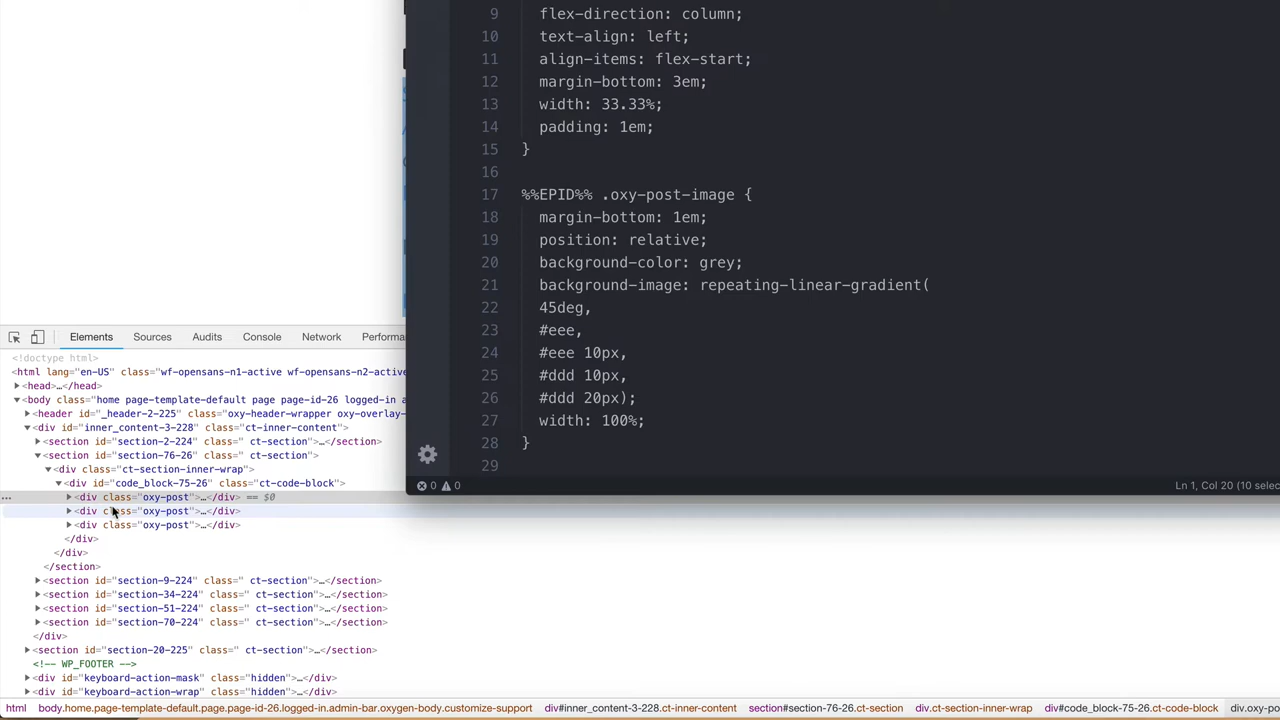 9 flex-direction: column;
10 text-align: left;
11 align-items: flex-start;
12 margin-bottom: 3em;
13 width: 33.33%;
14 padding: 1em;
15 }
16
17 %%EPID%% .oxy-post-image {
18 margin-bottom: 1em;
19 position: relative;
20 background-color: grey;
21 background-image: repeating-linear-gradient(
22 45deg,
23 #eee,
24 #eee 10px,
25 #ddd 10px,
26 #ddd 20px);
27 width: 100%;
28 }
29
0 0 Ln 1, Col 20 (10 selec
Elements Sources Audits Console Network Performa
<!doctype html>
<html lang="en-US" class="wf-opensans-n1-active wf-opensans-n2-active
<head>…</head>
<body class="home page-template-default page page-id-26 logged-in a
<header id="_header-2-225" class="oxy-header-wrapper oxy-overlay-
<div id="inner_content-3-228" class="ct-inner-content">
<section id="section-2-224" class=" ct-section">…</section>
<section id="section-76-26" class=" ct-section">
<div class="ct-section-inner-wrap">
<div id="code_block-75-26" class="ct-code-block">
<div class="oxy-post">…</div> == $0
<div class="oxy-post">…</div>
<div class="oxy-post">…</div>
</div>
</div>
</section>
<section id="section-9-224" class=" ct-section">…</section>
<section id="section-34-224" class=" ct-section">…</section>
<section id="section-51-224" class=" ct-section">…</section>
<section id="section-70-224" class=" ct-section">…</section>
</div>
<section id="section-20-225" class=" ct-section">…</section>
<!-- WP_FOOTER -->
<div id="keyboard-action-mask" class="hidden">…</div>
<div id="keyboard-action-wrap" class="hidden">…</div>
html body.home.page-template-default.page.page-id-26.logged-in.admin-bar.oxygen-body.customize-support div#inner_content-3-228.ct-inner-content section#section-76-26.ct-section div.ct-section-inner-wrap div#code_block-75-26.ct-code-block div.oxy-po